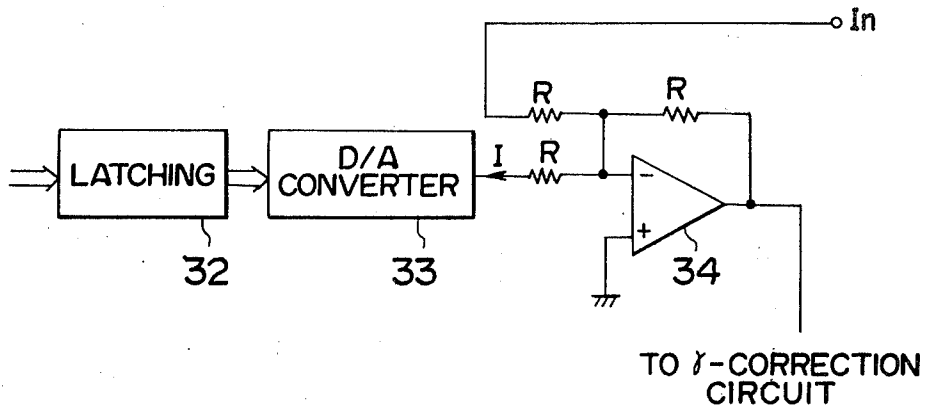 In
R
R
I
R
LATCHING
D/A
CONVERTER
-
+
32
33
34
TO γ-CORRECTION
CIRCUIT